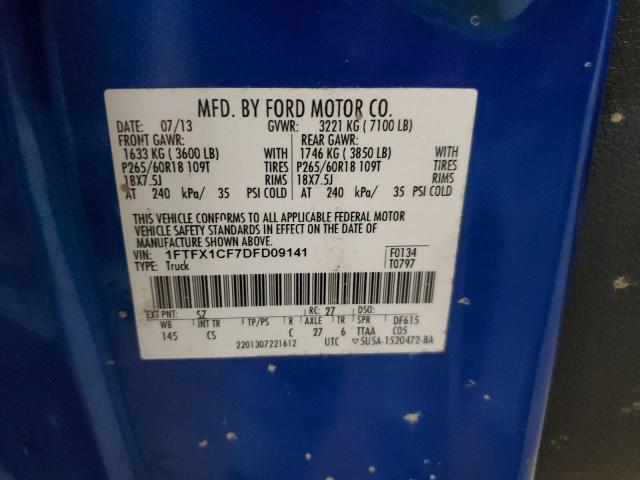 MFD. BY FORD MOTOR CO.
DATE: 07/13 GVWR: 3221 KG ( 7100 LB)
FRONT GAWR: REAR GAWR:
1633 KG ( 3600 LB) WITH 1746 KG ( 3850 LB) WITH
P265/60R18 109T TIRES P265/60R18 109T TIRES
18X7.5J RIMS 18X7.5J RIMS
AT 240 kPa/ 35 PSI COLD AT 240 kPa/ 35 PSI COLD
THIS VEHICLE CONFORMS TO ALL APPLICABLE FEDERAL MOTOR
VEHICLE SAFETY STANDARDS IN EFFECT ON THE DATE OF
MANUFACTURE SHOWN ABOVE.
VIN: 1FTFX1CF7DFD09141 F0134
TYPE: Truck T0797
EXT PNT: SZ RC: 27 DSO:
WB INT TR TP/PS R AXLE TR SPR DF615
145 CS C 27 6 TTAA C05
2201307221612 UTC ▽5U5A-1520472-BA